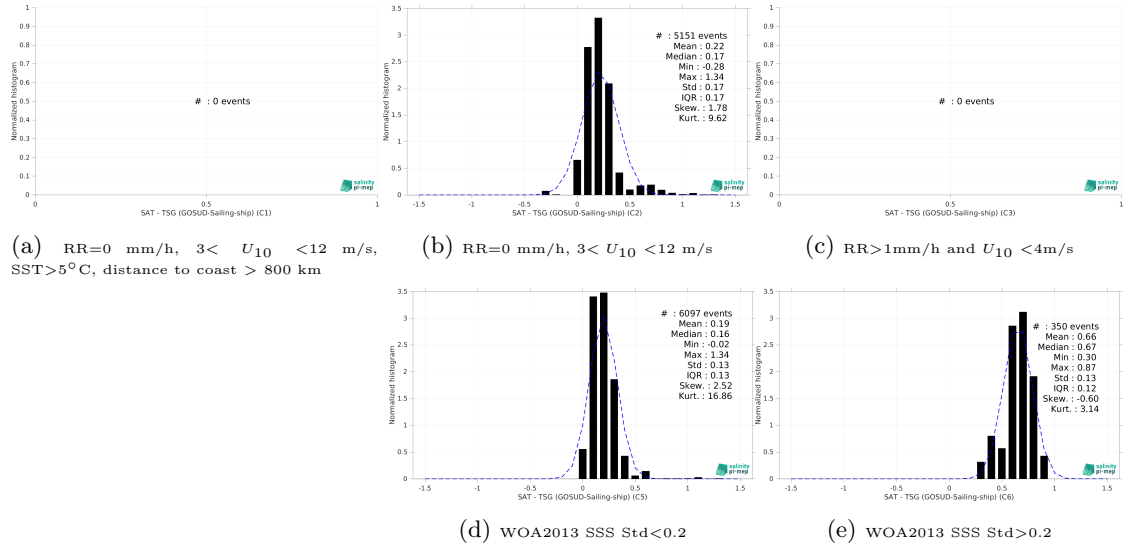 1
0.9
0.8
0.7
0.6
0.5
0.4
0.3
0.2
0.1
0
Normalized histogram
# : 0 events
0 0.5 1
SAT - TSG (GOSUD-Sailing-ship) (C1)
salinity
pi-mep
(a) RR=0 mm/h, 3< U10 <12 m/s,
SST>5°C, distance to coast > 800 km
3.5
3
2.5
2
1.5
1
0.5
0
Normalized histogram
# : 5151 events
Mean : 0.22
Median : 0.17
Min : -0.28
Max : 1.34
Std : 0.17
IQR : 0.17
Skew. : 1.78
Kurt. : 9.62
-1.5 -1 -0.5 0 0.5 1 1.5
SAT - TSG (GOSUD-Sailing-ship) (C2)
salinity
pi-mep
(b) RR=0 mm/h, 3< U10 <12 m/s
1
0.9
0.8
0.7
0.6
0.5
0.4
0.3
0.2
0.1
0
Normalized histogram
# : 0 events
0 0.5 1
SAT - TSG (GOSUD-Sailing-ship) (C3)
salinity
pi-mep
(c) RR>1mm/h and U10 <4m/s
3.5
3
2.5
2
1.5
1
0.5
0
Normalized histogram
# : 6097 events
Mean : 0.19
Median : 0.16
Min : -0.02
Max : 1.34
Std : 0.13
IQR : 0.13
Skew. : 2.52
Kurt. : 16.86
-1.5 -1 -0.5 0 0.5 1 1.5
SAT - TSG (GOSUD-Sailing-ship) (C5)
salinity
pi-mep
(d) WOA2013 SSS Std<0.2
3.5
3
2.5
2
1.5
1
0.5
0
Normalized histogram
# : 350 events
Mean : 0.66
Median : 0.67
Min : 0.30
Max : 0.87
Std : 0.13
IQR : 0.12
Skew. : -0.60
Kurt. : 3.14
-1.5 -1 -0.5 0 0.5 1 1.5
SAT - TSG (GOSUD-Sailing-ship) (C6)
salinity
pi-mep
(e) WOA2013 SSS Std>0.2